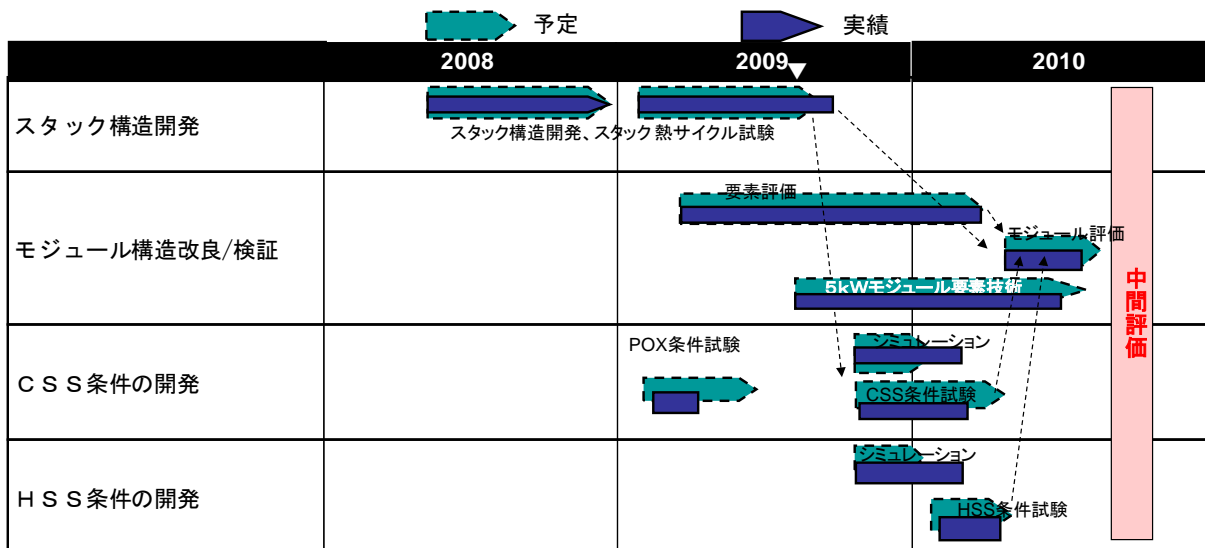 予定
実績
2008
2009
2010
スタック構造開発
スタック構造開発、スタック熱サイクル試験
モジュール構造改良/検証
要素評価
モジュール評価
5kWモジュール要素技術
中間評価
CSS条件の開発
POX条件試験
シミュレーション
CSS条件試験
HSS条件の開発
シミュレーション
HSS条件試験